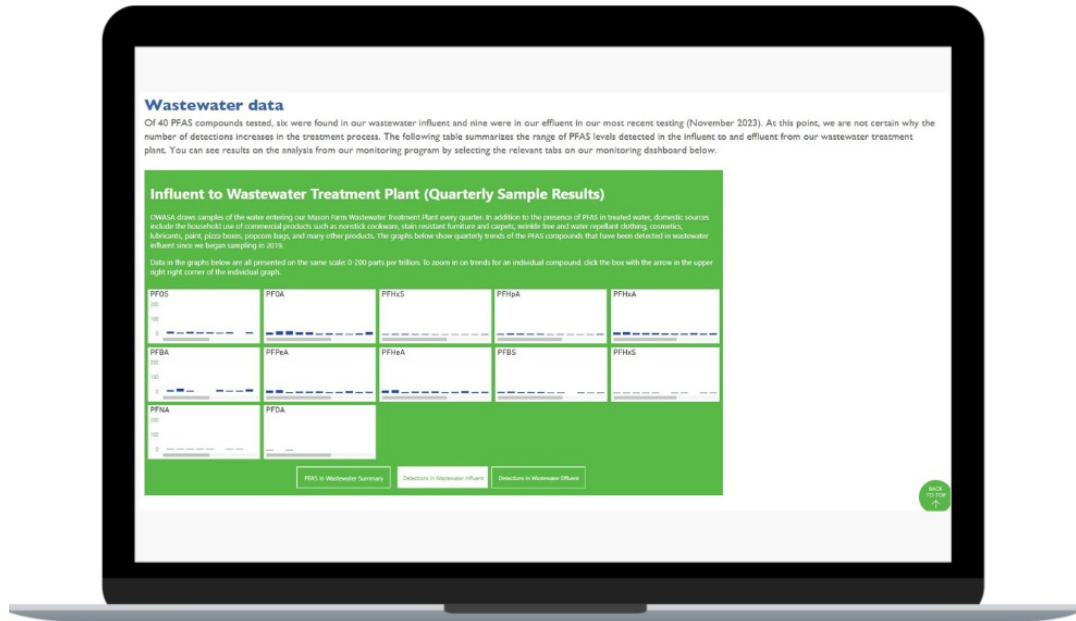 Wastewater data
Of 40 PFAS compounds tested, six were found in our wastewater influent and nine were in our effluent in our most recent testing (November 2023). At this point, we are not certain why the
number of detections increases in the treatment process. The following table summarizes the range of PFAS levels detected in the influent to and effluent from our wastewater treatment
plant. You can see results on the analysis from our monitoring program by selecting the relevant tabs on our monitoring dashboard below.
Influent to Wastewater Treatment Plant (Quarterly Sample Results)
OWASA draws samples of the water entering our Mason Farm Wastewater Treatment Plant every quarter. In addition to the presence of PFAS in treated water, domestic sources
include the household use of commercial products such as nonstick cookware, stain resistant furniture and carpets, wrinkle free and water repellant clothing, cosmetics,
lubricants, paint, pizza boxes, popcorn bags, and many other products. The graphs below show quarterly trends of the PFAS compounds that have been detected in wastewater
influent since we began sampling in 2019.
Data in the graphs below are all presented on the same scale: 0-200 parts per trillion. To zoom in on trends for an individual compound, click the box with the arrow in the upper
right right corner of the individual graph.
PFOS PFOA PFHxS PFHpA PFHxA
200
0
PFBA PFPeA PFHeA PFBS PFHxS
200
100
0
PFNA PFDA
200
100
0
PFAS in Wastewater Summary Detections in Wastewater Influent Detections in Wastewater Effluent
BACK
TO TOP